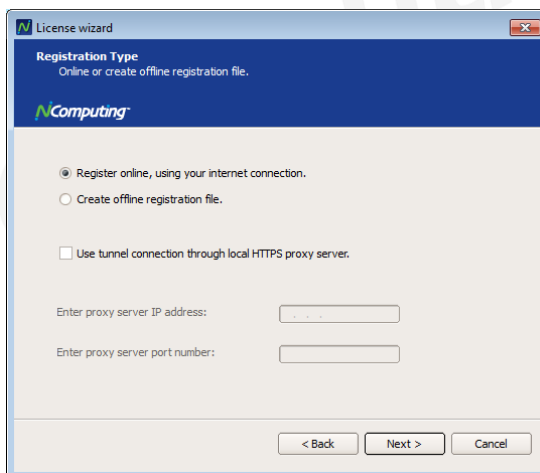 License wizard
Registration Type
Online or create offline registration file.
NComputing™
Register online, using your internet connection.
Create offline registration file.
Use tunnel connection through local HTTPS proxy server.
Enter proxy server IP address:
Enter proxy server port number:
< Back Next > Cancel